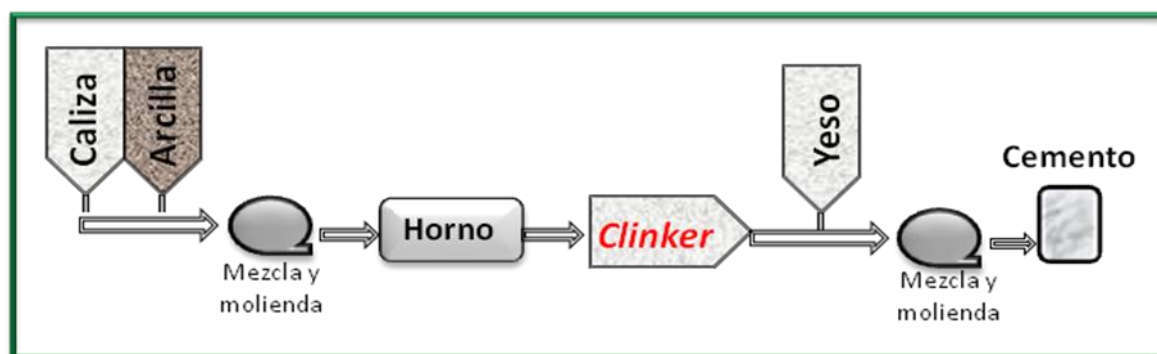 Caliza
Arcilla
Mezcla y
molienda
Horno
Clinker
Yeso
Mezcla y
molienda
Cemento